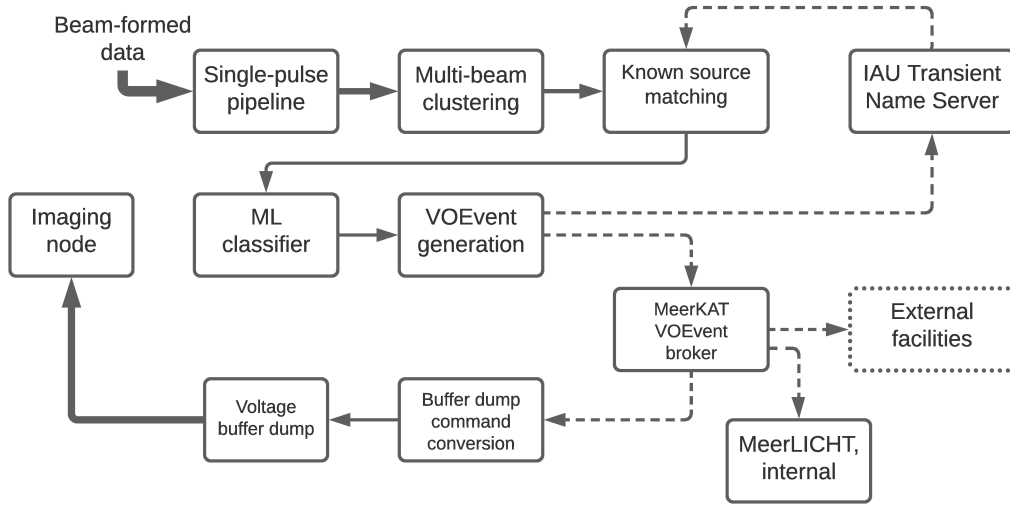 Beam-formed
data
Single-pulse
pipeline
Multi-beam
clustering
Known source
matching
IAU Transient
Name Server
Imaging
node
ML
classifier
VOEvent
generation
MeerKAT
VOEvent
broker
External
facilities
Voltage
buffer dump
Buffer dump
command
conversion
MeerLICHT,
internal